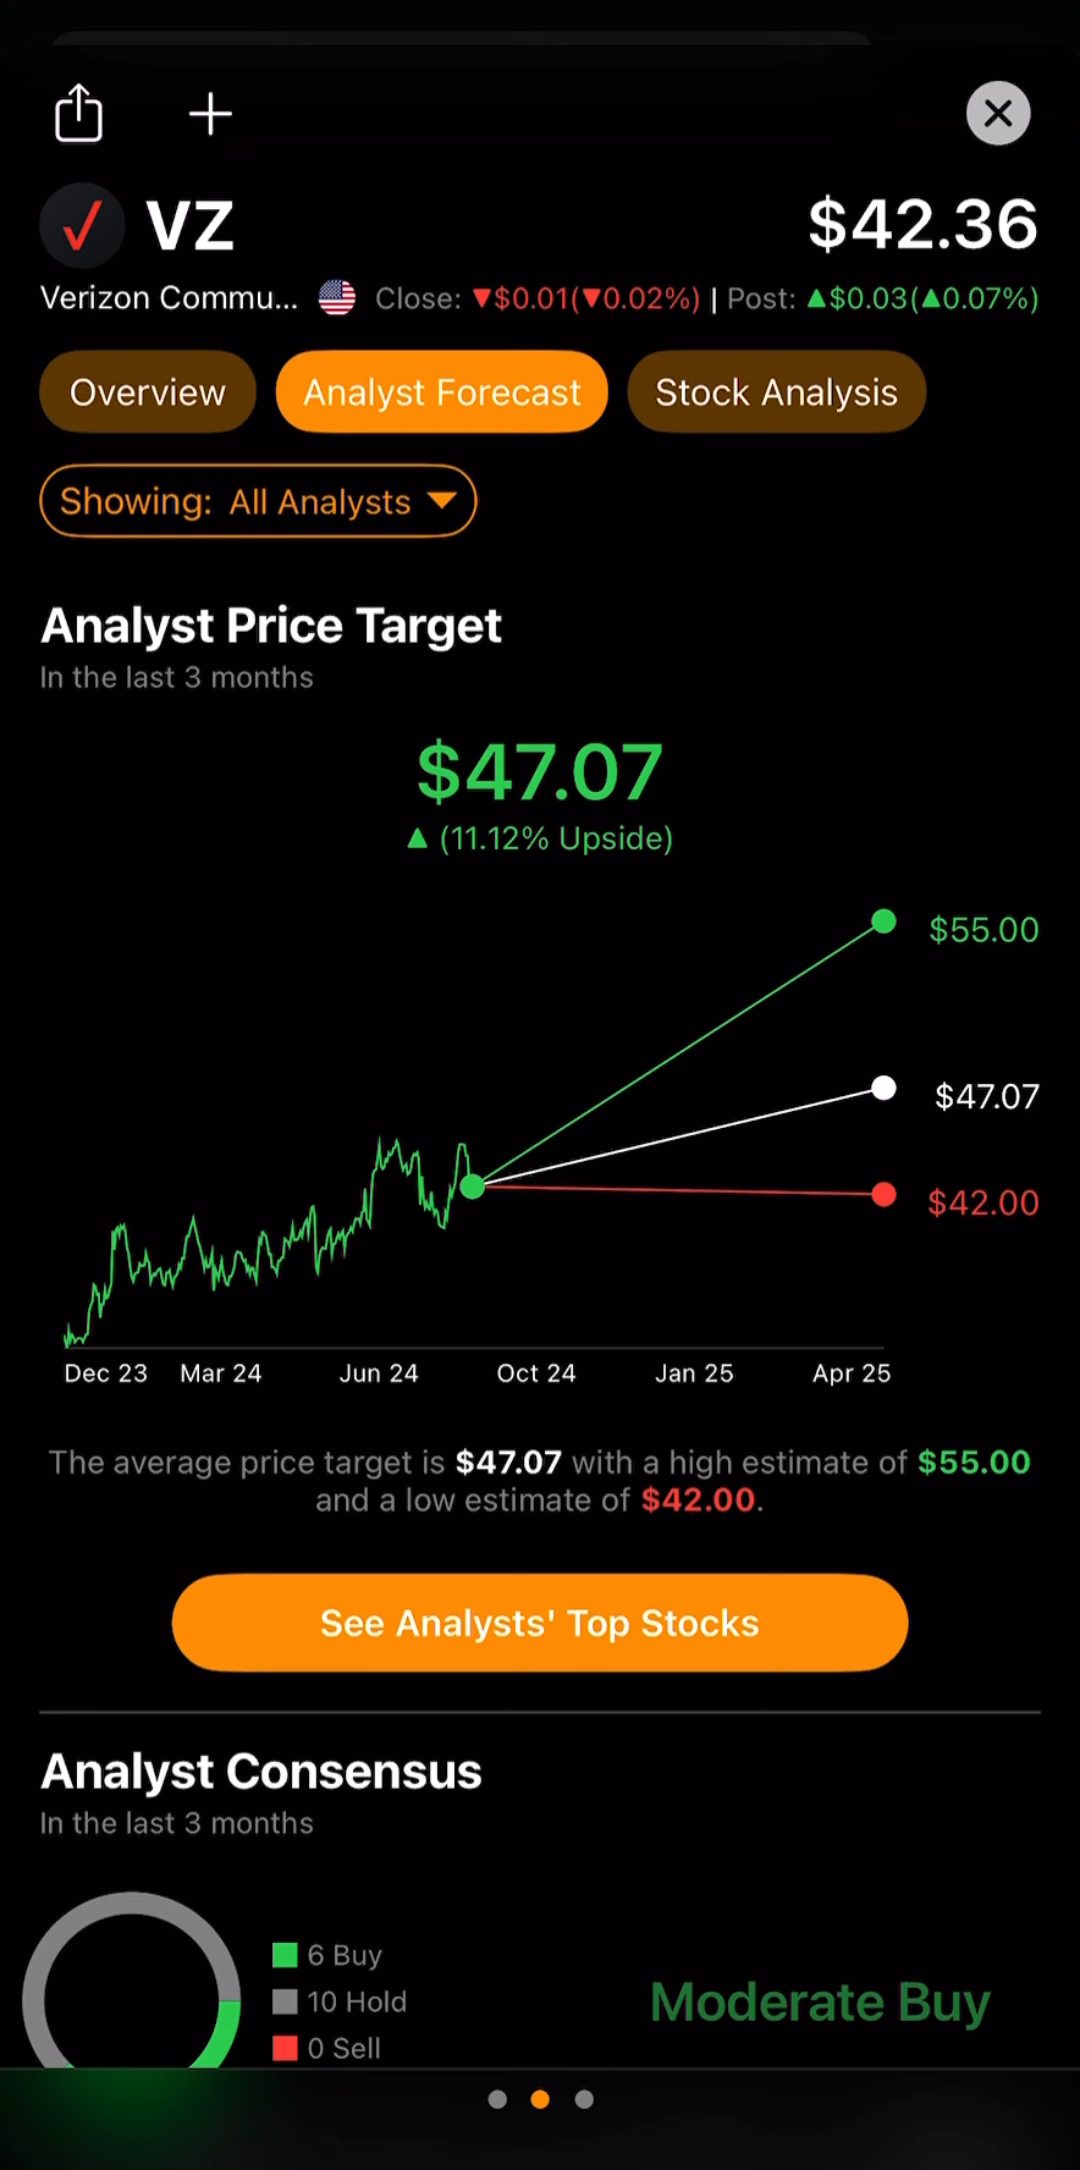 VZ
$42.36
Verizon Commu... Close: ▼$0.01(▼0.02%) | Post: ▲$0.03(▲0.07%)
Overview Analyst Forecast Stock Analysis
Showing: All Analysts ▼
Analyst Price Target
In the last 3 months
$47.07
▲ (11.12% Upside)
$55.00
$47.07
$42.00
Dec 23 Mar 24 Jun 24 Oct 24 Jan 25 Apr 25
The average price target is $47.07 with a high estimate of $55.00
and a low estimate of $42.00.
See Analysts' Top Stocks
Analyst Consensus
In the last 3 months
6 Buy
10 Hold
0 Sell
Moderate Buy